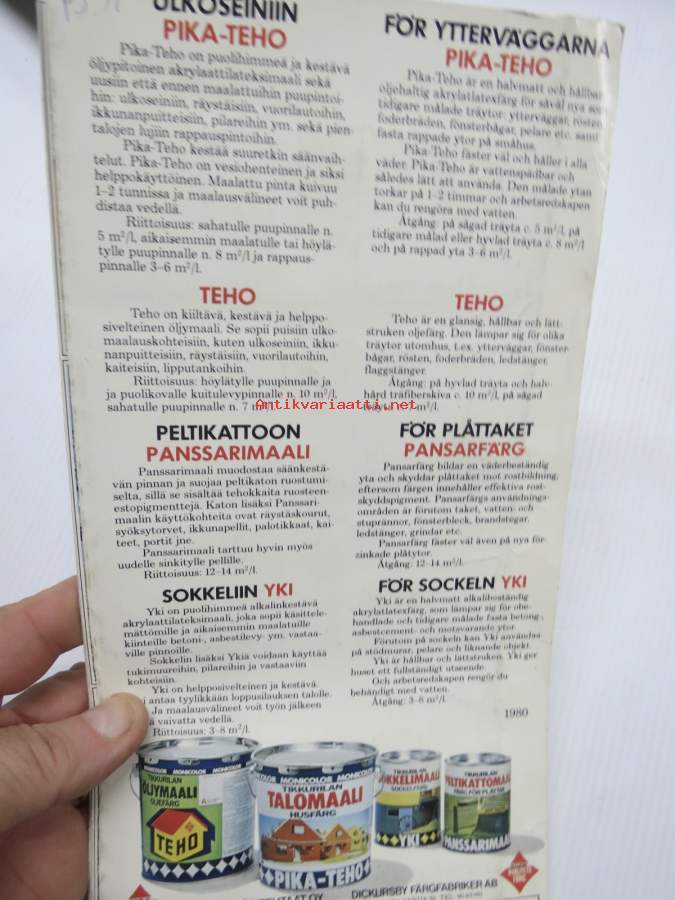 ULKOSEINIIN
PIKA-TEHO
Pika-Teho on puolihimmeä ja kestävä
öljypitoinen akrylaattilateksimaali sekä
uusiin että ennen maalattuihin puupintoi-
hin: ulkoseiniin, räystäisiin, vuorilautoihin,
ikkunanpuitteisiin, pilareihin ym. sekä pien-
talojen lujiin rappauspintoihin.
Pika-Teho kestää suuretkin säänvaih-
telut. Pika-Teho on vesiohenteinen ja siksi
helppokäyttöinen. Maalattu pinta kuivuu
1-2 tunnissa ja maalausvälineet voit puh-
distaa vedellä.
Riittoisuus: sahatulle puupinnalle n.
5 m²/l, aikaisemmin maalatulle tai höylä-
tylle puupinnalle n. 8 m²/l ja rappaus-
pinnalle 3-6 m²/l.
TEHO
Teho on kiiltävä, kestävä ja helppo-
sivelteinen öljymaali. Se sopii puisiin ulko-
maalauskohteisiin, kuten ulkoseiniin, ikku-
nanpuitteisiin, räystäisiin, vuorilautoihin,
kaiteisiin, lipputankoihin.
Riittoisuus: höylätylle puupinnalle ja
ja puolikovalle kuitulevypinnalle n. 10 m²/l,
sahatulle puupinnalle n. 7 m²/l.
PELTIKATTOON
PANSSARIMAALI
Panssarimaali muodostaa säänkestä-
vän pinnan ja suojaa peltikaton ruostumi-
selta, sillä se sisältää tehokkaita ruosteen-
estopigmenttejä. Katon lisäksi Panssari-
maalin käyttökohteita ovat räystäskourut,
syöksytorvet, ikkunapellit, palotikkaat, kai-
teet, portit jne.
Panssarimaali tarttuu hyvin myös
uudelle sinkitylle pellille.
Riittoisuus: 12-14 m²/l.
SOKKELIIN YKI
Yki on puolihimmeä alkalinkestävä
akrylaattilateksimaali, joka sopii käsittele-
mättömille ja aikaisemmin maalatuille
kiinteille betoni-, asbestilevy- ym. vastaa-
ville pinnoille.
Sokkelin lisäksi Ykiä voidaan käyttää
tukimuureihin, pilareihin ja vastaaviin
kohteisiin.
Yki on helpposivelteinen ja kestävä.
antaa tyylikkään loppusilauksen talolle.
Ja maalausvälineet voit työn jälkeen
vaivatta vedellä.
Riittoisuus: 3-8 m²/l.
FÖR YTTERVÄGGARNA
PIKA-TEHO
Pika-Teho är en halvmatt och hållbar
oljehaltig akrylatlatexfärg för såväl nya som
tidigare målade träytor: ytterväggar, rösten,
foderbräden, fönsterbågar, pelare etc. samt
fasta rappade ytor på småhus.
Pika-Teho fäster väl och håller i alla
väder. Pika-Teho är vattenspädbar och
således lätt att använda. Den målade ytan
torkar på 1-2 timmar och arbetsredskapen
kan du rengöra med vatten.
Åtgång: på sågad träyta c. 5 m²/l, på
tidigare målad eller hyvlad träyta c. 8 m²/l
och på rappad yta 3-6 m²/l.
TEHO
Teho är en glansig, hållbar och lätt-
struken oljefärg. Den lämpar sig för olika
träytor utomhus, t.ex. ytterväggar, fönster-
bågar, rösten, foderbräden, ledstänger,
flaggstänger.
Åtgång: på hyvlad träyta och halv-
hård träfiberskiva c. 10 m²/l, på sågad
träyta m²/l.
Antikvariaatti.net
FÖR PLÅTTAKET
PANSARFÄRG
Pansarfärg bildar en väderbeständig
yta och skyddar plåttaket mot rostbildning,
eftersom färgen innehåller effektiva rost-
skyddspigment. Pansarfärgs användnings-
områden är förutom taket, vatten- och
stuprännor, fönsterbleck, brandstegar,
ledstänger, grindar etc.
Pansarfärg fäster väl även på nya för-
zinkade plåtytor.
Åtgång: 12-14 m²/l.
FÖR SOCKELN YKI
Yki är en halvmatt alkalibeständig
akrylatlatexfärg, som lämpar sig för obe-
handlade och tidigare målade fasta betong-,
asbestcement- och motsvarande ytor.
Förutom på sockeln kan Yki användas
på stödmurar, pelare och liknande objekt.
Yki är hållbar och lättstruken. Yki ger
huset ett fullständigt utseende.
Och arbetsredskapen rengör du
behändigt med vatten.
Åtgång: 3-8 m²/l.
1980
MONICOLOR MONICOLOR
TIKKURILAN
ÖLJYMAALI
OLJEFÄRG
TEHO
MONICOLOR MONICOLOR
TIKKURILAN
TALOMAALI
HUSFÄRG
PIKA-TEHO
TIKKURILAN
SOKKELIMAALI
SOCKELFÄRG
YKI
TIKKURILAN
PELTIKATTOMAALI
PANSSARIMAALI
DICKURSBY FÄRGFABRIKER AB